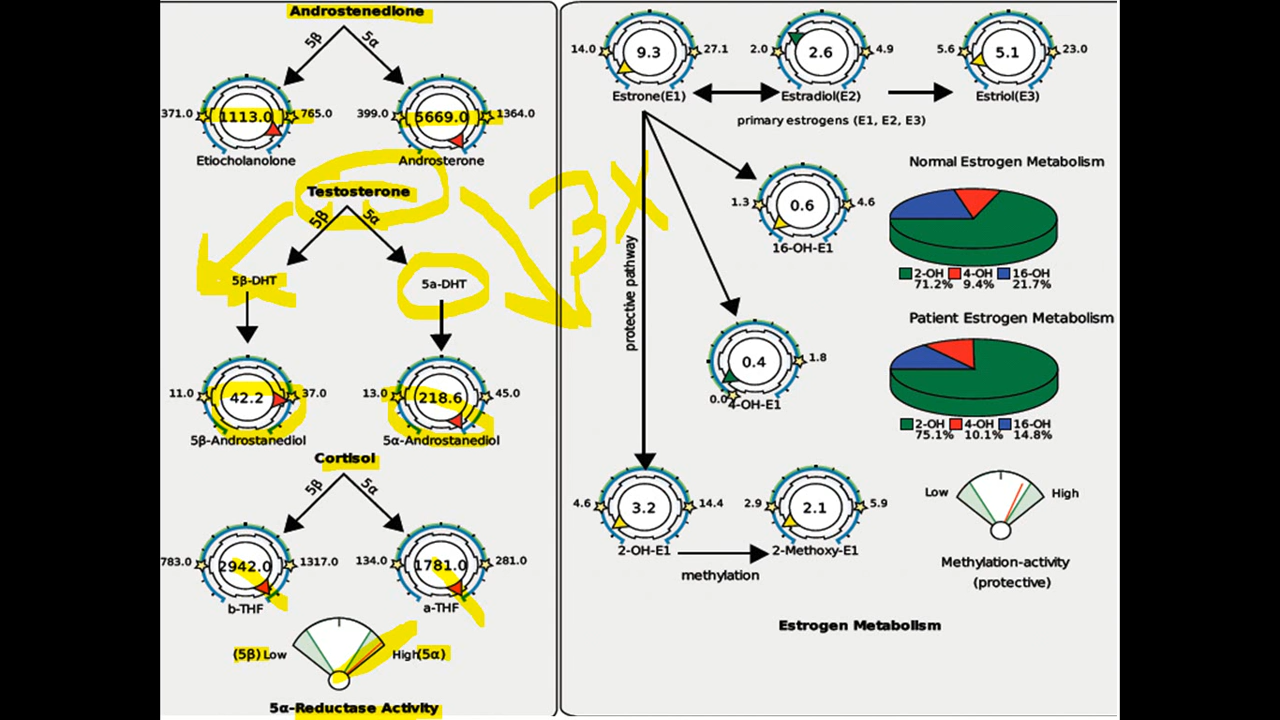 Androstenedione
5β 5α
371.0 1113.0 765.0
Etiocholanolone
399.0 5669.0 1364.0
Androsterone
Testosterone
5β 5α
5β-DHT
5a-DHT
3X
11.0 42.2 37.0
5β-Androstanediol
13.0 218.6 45.0
5α-Androstanediol
Cortisol
5β 5α
783.0 2942.0 1317.0
b-THF
134.0 1781.0 281.0
a-THF
(5β) Low High(5α)
5α-Reductase Activity
14.0 9.3 27.1
Estrone(E1)
2.0 2.6 4.9
Estradiol(E2)
5.6 5.1 23.0
Estriol(E3)
primary estrogens (E1, E2, E3)
1.3 0.6 4.6
16-OH-E1
protective pathway
0.4 1.8
0.0
4-OH-E1
4.6 3.2 14.4
2-OH-E1
2.9 2.1 5.9
2-Methoxy-E1
methylation
Normal Estrogen Metabolism
2-OH 4-OH 16-OH
71.2% 9.4% 21.7%
Patient Estrogen Metabolism
2-OH 4-OH 16-OH
75.1% 10.1% 14.8%
Low High
Methylation-activity
(protective)
Estrogen Metabolism